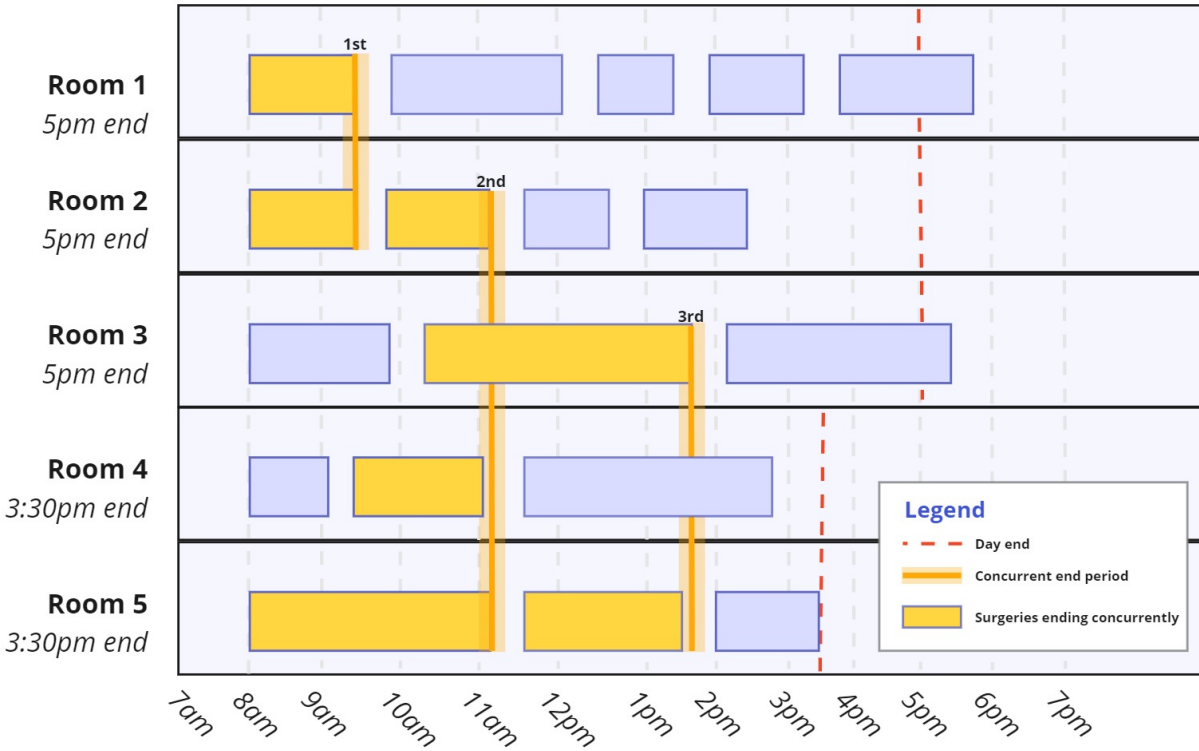 1st
Room 1
5pm end
2nd
Room 2
5pm end
3rd
Room 3
5pm end
Room 4
3:30pm end
Legend
Day end
Concurrent end period
Surgeries ending concurrently
Room 5
3:30pm end
7am
8am
9am
10am
11am
12pm
1pm
2pm
3pm
4pm
5pm
6pm
7pm